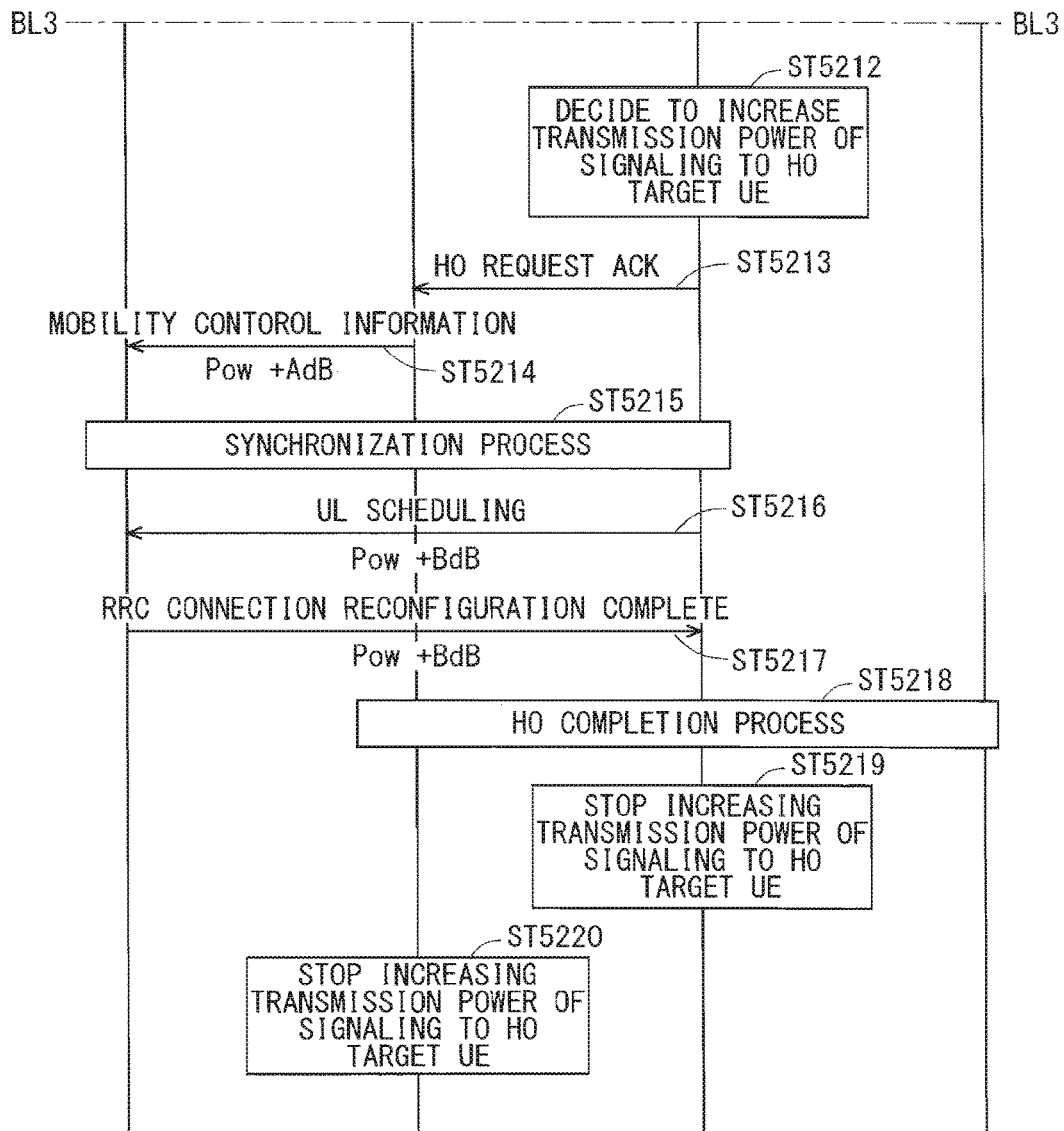 BL3 BL3
ST5212
DECIDE TO INCREASE
TRANSMISSION POWER OF
SIGNALING TO HO
TARGET UE
HO REQUEST ACK
ST5213
MOBILITY CONTOROL INFORMATION
Pow +AdB
ST5214
ST5215
SYNCHRONIZATION PROCESS
UL SCHEDULING
ST5216
Pow +BdB
RRC CONNECTION RECONFIGURATION COMPLETE
Pow +BdB
ST5217
ST5218
HO COMPLETION PROCESS
ST5219
STOP INCREASING
TRANSMISSION POWER OF
SIGNALING TO HO
TARGET UE
ST5220
STOP INCREASING
TRANSMISSION POWER OF
SIGNALING TO HO
TARGET UE